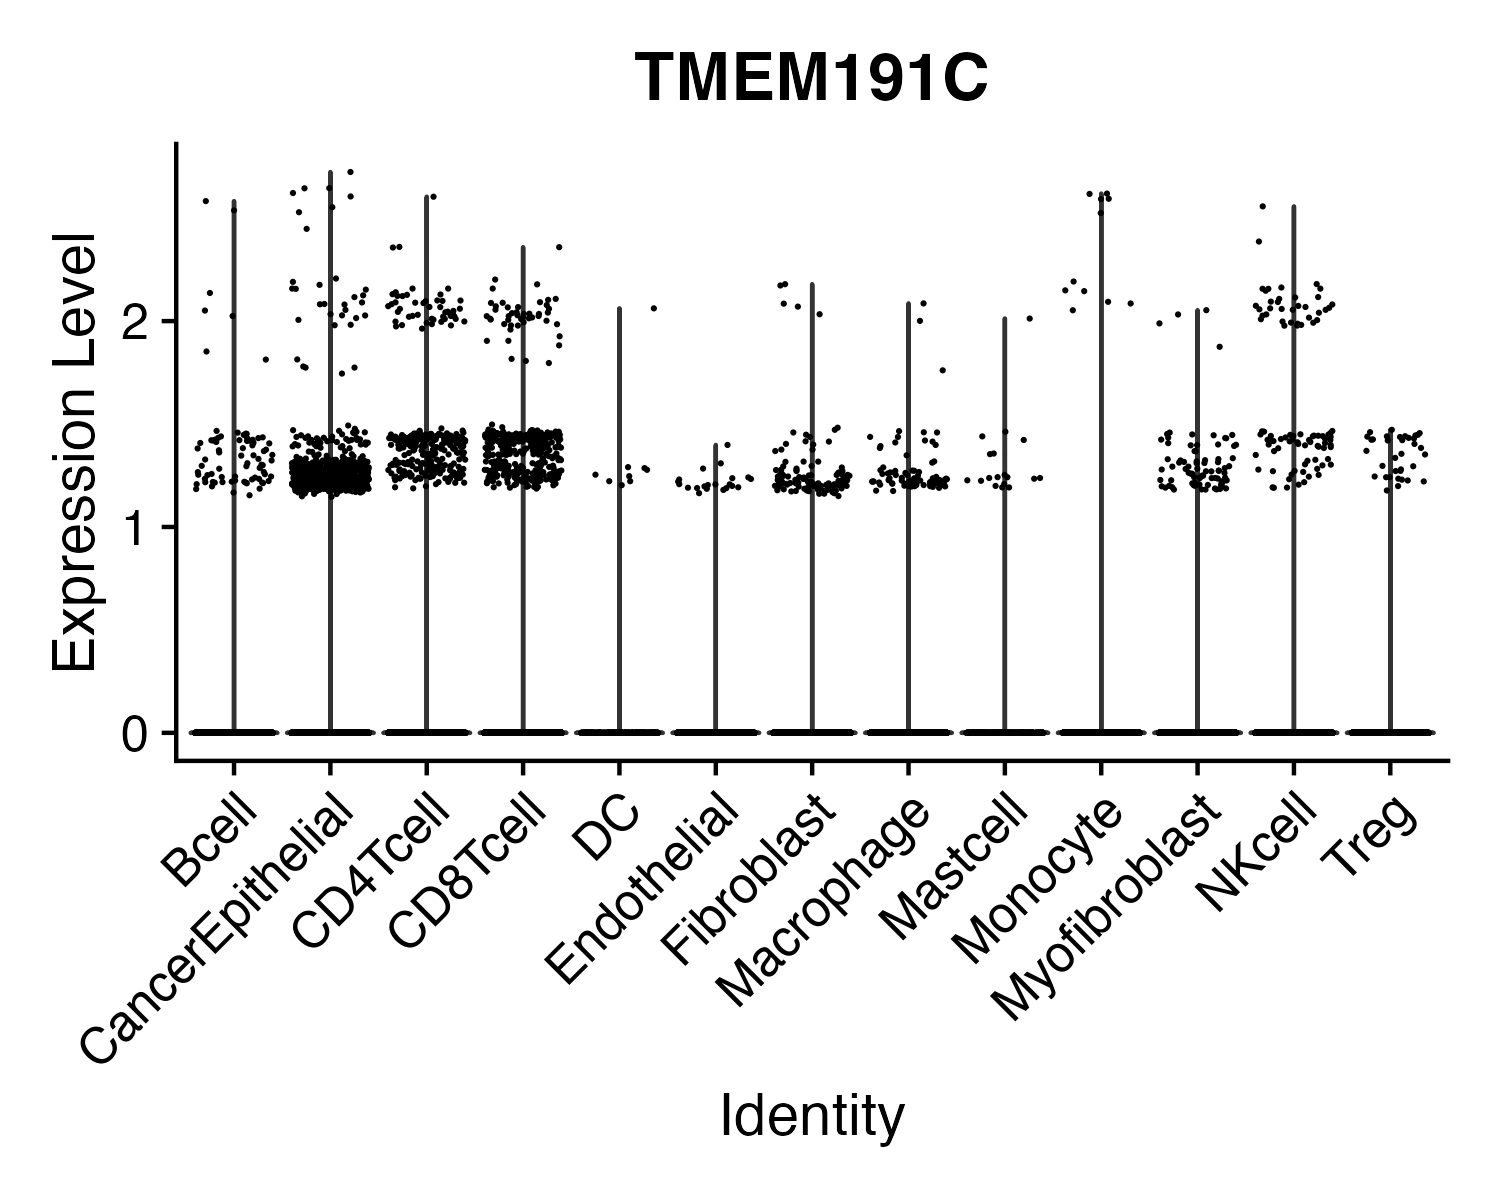 TMEM191C
Expression Level
2
1
0
Bcell
CancerEpithelial
CD4Tcell
CD8Tcell
DC
Endothelial
Fibroblast
Macrophage
Mastcell
Monocyte
Myofibroblast
NKcell
Treg
Identity